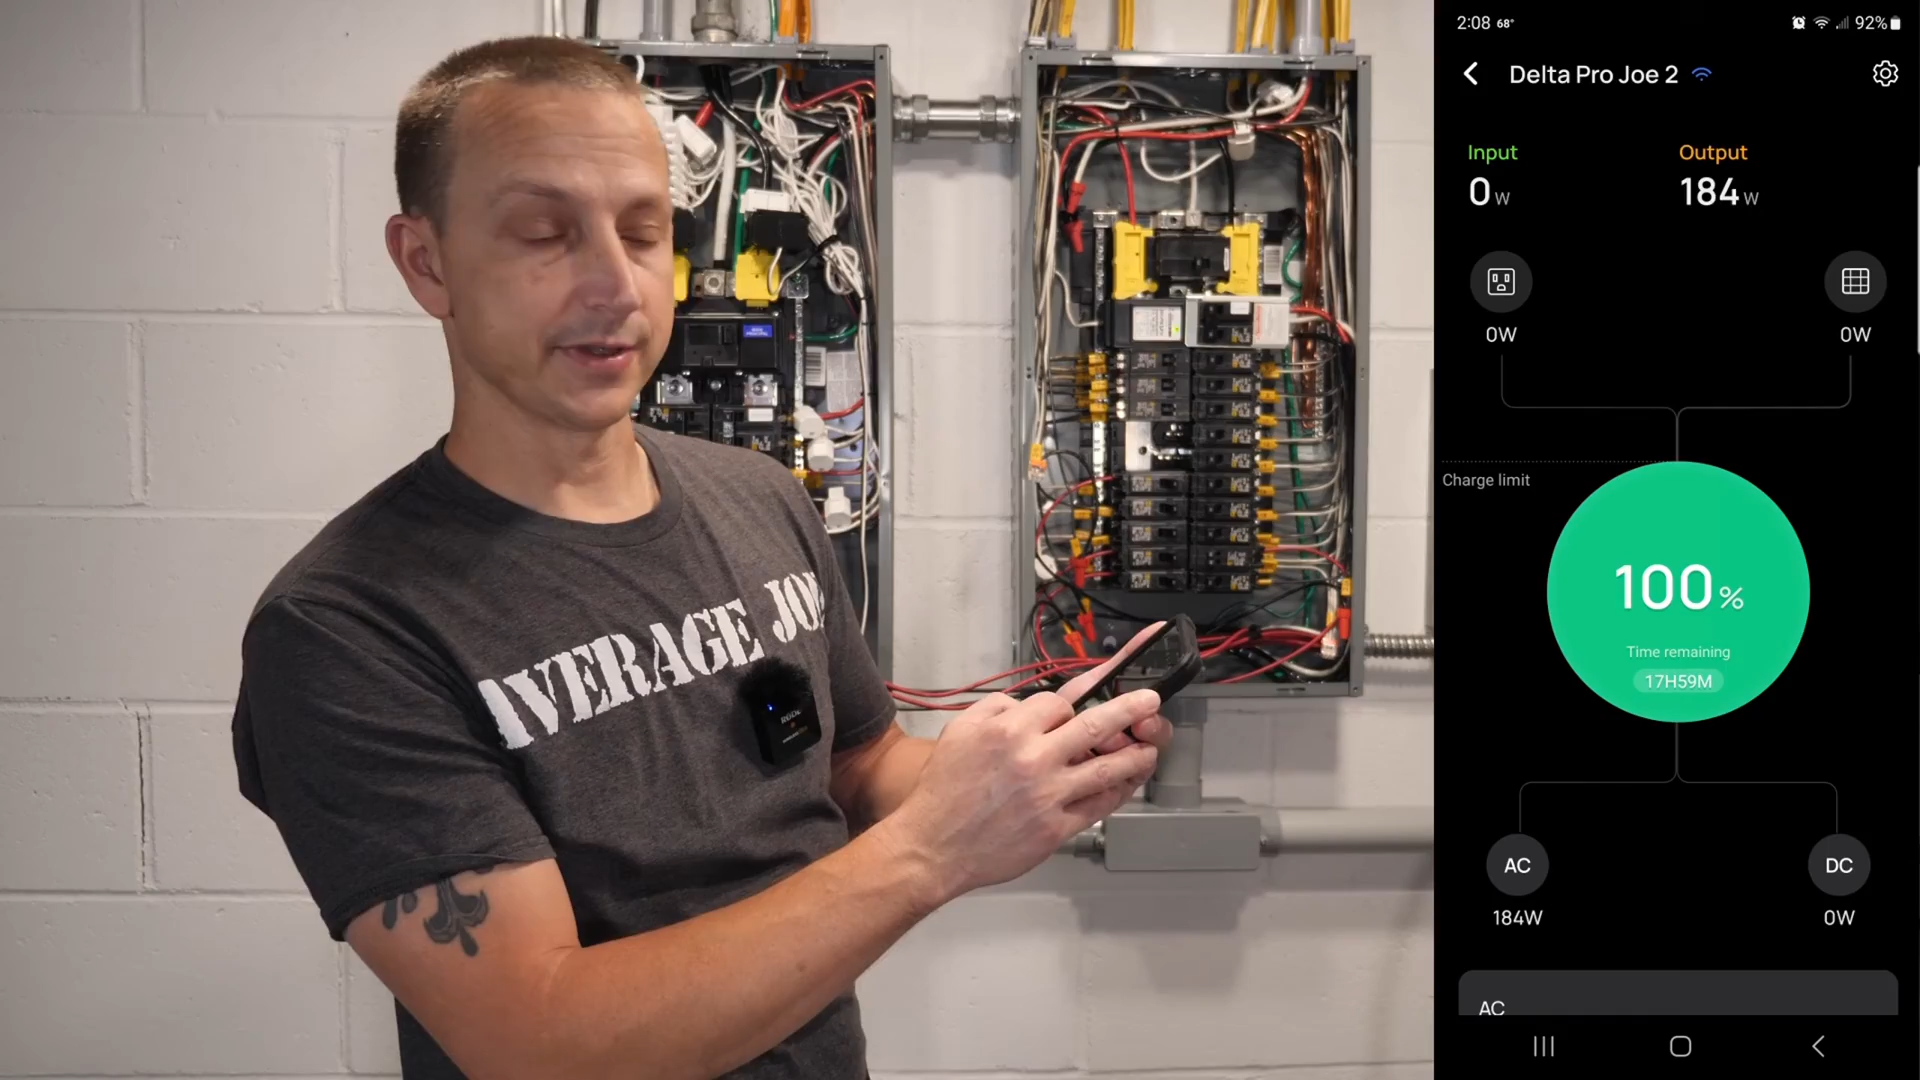 2:08 68°
92%
Delta Pro Joe 2
Input
Output
0 W
184 W
0W
0W
Charge limit
100%
Time remaining
17H59M
AC
DC
184W
0W
AC
AVERAGE JOE
RØDE